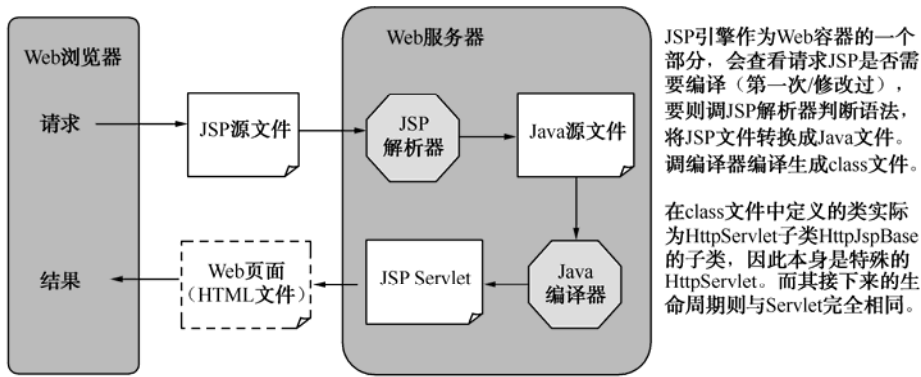 Web浏览器
请求
结果
JSP源文件
Web服务器
JSP
解析器
Java源文件
Java
编译器
JSP Servlet
Web页面
（HTML文件）
JSP引擎作为Web容器的一个
部分，会查看请求JSP是否需
要编译（第一次/修改过），
要则调JSP解析器判断语法，
将JSP文件转换成Java文件。
调编译器编译生成class文件。
在class文件中定义的类实际
为HttpServlet子类HttpJspBase
的子类，因此本身是特殊的
HttpServlet。而其接下来的生
命周期则与Servlet完全相同。